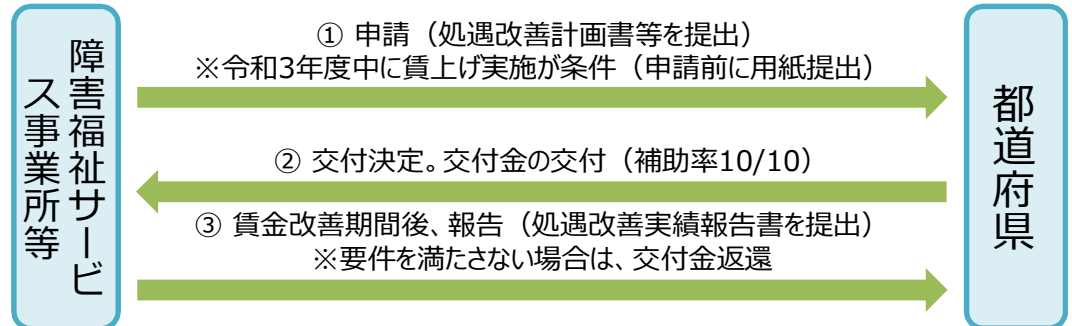 障害福祉サービ
ス事業所等
① 申請（処遇改善計画書等を提出）
※令和3年度中に賃上げ実施が条件（申請前に用紙提出）
② 交付決定。交付金の交付（補助率10/10）
③ 賃金改善期間後、報告（処遇改善実績報告書を提出）
※要件を満たさない場合は、交付金返還
都道府県